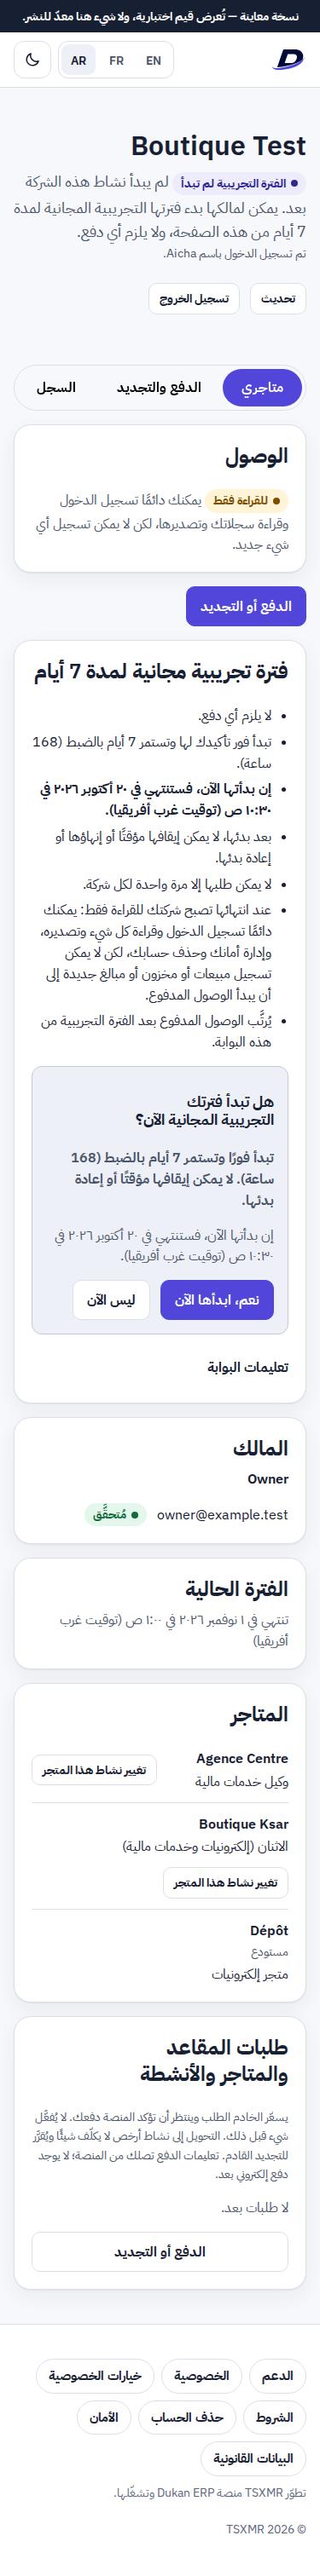 نسخة معاينة — تُعرض قيم اختبارية، ولا شيء هنا معدّ للنشر.
AR FR EN
Boutique Test
الفترة التجريبية لم تبدأ لم يبدأ نشاط هذه الشركة
بعد. يمكن لمالكها بدء فترتها التجريبية المجانية لمدة
7 أيام من هذه الصفحة، ولا يلزم أي دفع.
تم تسجيل الدخول باسم Aicha.
تحديث تسجيل الخروج
متاجري الدفع والتجديد السجل
الوصول
للقراءة فقط يمكنك دائمًا تسجيل الدخول
وقراءة سجلاتك وتصديرها، لكن لا يمكن تسجيل أي
شيء جديد.
الدفع أو التجديد
فترة تجريبية مجانية لمدة 7 أيام
• لا يلزم أي دفع.
• تبدأ فور تأكيدك لها وتستمر 7 أيام بالضبط (168
ساعة).
• إن بدأتها الآن، فستنتهي في ٢٠ أكتوبر ٢٠٢٦ في
١٠:٣٠ ص (توقيت غرب أفريقيا).
• بعد بدئها، لا يمكن إيقافها مؤقتًا أو إنهاؤها أو
إعادة بدئها.
• لا يمكن طلبها إلا مرة واحدة لكل شركة.
• عند انتهائها تصبح شركتك للقراءة فقط: يمكنك
دائمًا تسجيل الدخول وقراءة كل شيء وتصديره،
وإدارة أمانك وحذف حسابك، لكن لا يمكن
تسجيل مبيعات أو مخزون أو مبالغ جديدة إلى
أن يبدأ الوصول المدفوع.
• يُرتَّب الوصول المدفوع بعد الفترة التجريبية من
هذه البوابة.
هل تبدأ فترتك
التجريبية المجانية الآن؟
تبدأ فورًا وتستمر 7 أيام بالضبط (168
ساعة). لا يمكن إيقافها مؤقتًا أو إعادة
بدئها.
إن بدأتها الآن، فستنتهي في ٢٠ أكتوبر ٢٠٢٦ في
١٠:٣٠ ص (توقيت غرب أفريقيا).
نعم، ابدأها الآن ليس الآن
تعليمات البوابة
المالك
Owner
owner@example.test مُتحقَّق
الفترة الحالية
تنتهي في ١ نوفمبر ٢٠٢٦ في ١:٠٠ ص (توقيت غرب
أفريقيا)
المتاجر
Agence Centre
وكيل خدمات مالية
تغيير نشاط هذا المتجر
Boutique Ksar
الاثنان (إلكترونيات وخدمات مالية)
تغيير نشاط هذا المتجر
Dépôt
مستودع
متجر إلكترونيات
طلبات المقاعد
والمتاجر والأنشطة
يسعّر الخادم الطلب وينتظر أن تؤكد المنصة دفعك. لا يُفعَّل
شيء قبل ذلك. التحويل إلى نشاط أرخص لا يكلّف شيئًا ويُقرَّر
للتجديد القادم. تعليمات الدفع تصلك من المنصة؛ لا يوجد
دفع إلكتروني بعد.
لا طلبات بعد.
الدفع أو التجديد
الدعم الخصوصية خيارات الخصوصية
الشروط حذف الحساب الأمان
البيانات القانونية
تطوّر TSXMR منصة Dukan ERP وتشغّلها.
© 2026 TSXMR